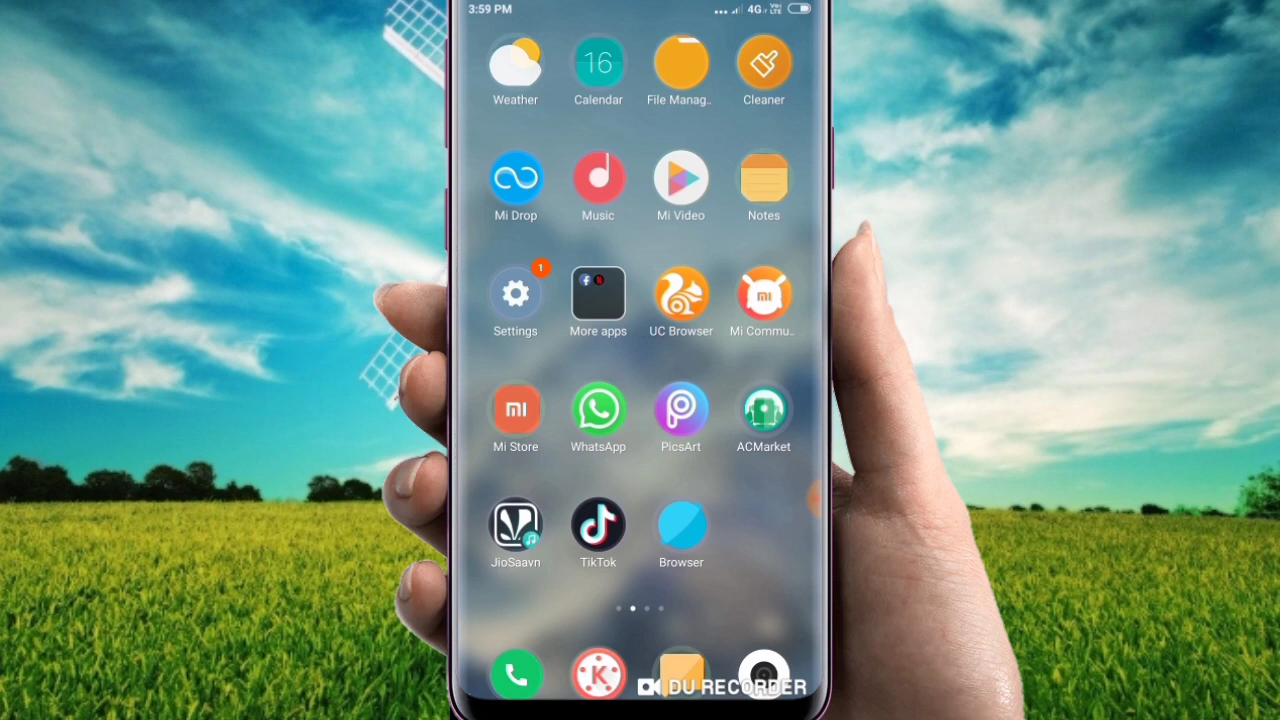 3:59 PM 4G VoLTE
16
Weather Calendar File Manag.. Cleaner
Mi Drop Music Mi Video Notes
1
Settings More apps UC Browser Mi Commu..
Mi Store WhatsApp PicsArt ACMarket
JioSaavn TikTok Browser
K
DU RECORDER